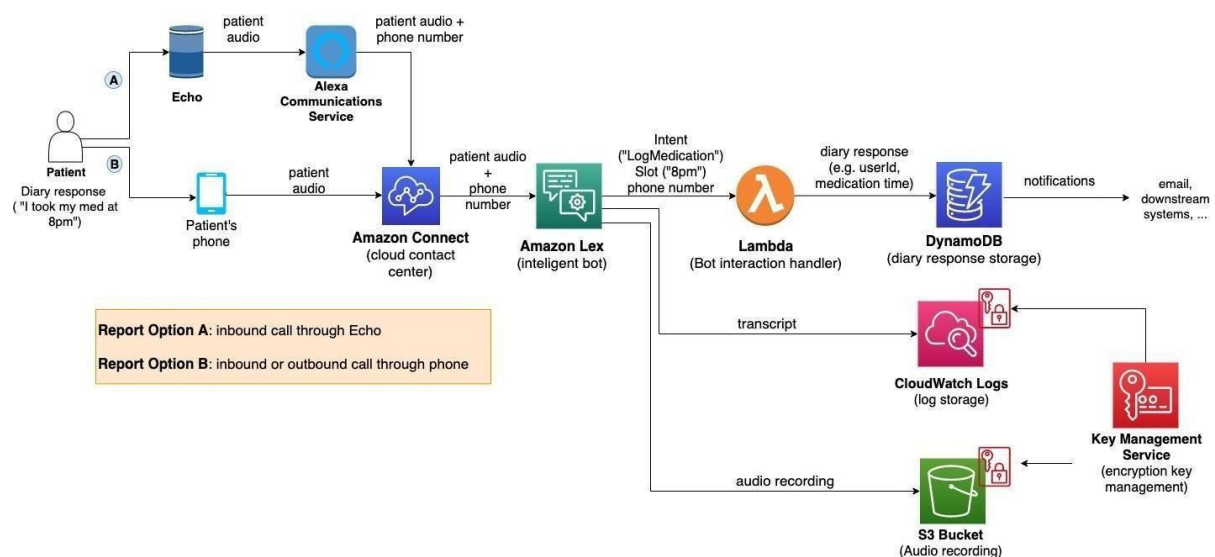 patient
audio
patient audio +
phone number
A
Echo
Alexa
Communications
Service
B
Patient
Diary response
( "I took my med at
8pm")
Patient's
phone
patient
audio
Amazon Connect
(cloud contact
center)
patient audio
+
phone
number
Amazon Lex
(inteligent bot)
Intent
("LogMedication")
Slot ("8pm")
phone number
Lambda
(Bot interaction handler)
diary response
(e.g. userId,
medication time)
DynamoDB
(diary response storage)
notifications
email,
downstream
systems, ...
Report Option A: inbound call through Echo
Report Option B: inbound or outbound call through phone
transcript
CloudWatch Logs
(log storage)
Key Management
Service
(encryption key
management)
audio recording
S3 Bucket
(Audio recording)